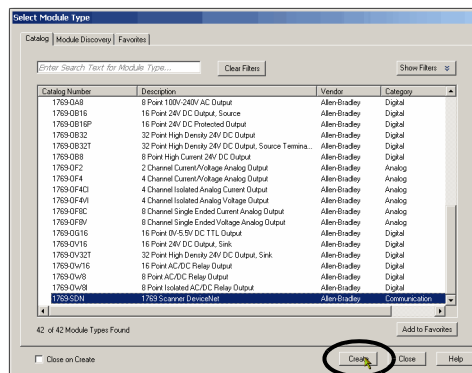 Select Module Type
Catalog Module Discovery Favorites
Enter Search Text for Module Type... Clear Filters Show Filters
Catalog Number Description Vendor Category
1769-OA8 8 Point 100V-240V AC Output Allen-Bradley Digital
1769-OB16 16 Point 24V DC Output, Source Allen-Bradley Digital
1769-OB16P 16 Point 24V DC Protected Output Allen-Bradley Digital
1769-OB32 32 Point High Density 24V DC Output Allen-Bradley Digital
1769-OB32T 32 Point High Density 24V DC Output, Source Termina... Allen-Bradley Digital
1769-OB8 8 Point High Current 24V DC Output Allen-Bradley Digital
1769-OF2 2 Channel Current/Voltage Analog Output Allen-Bradley Analog
1769-OF4 4 Channel Current/Voltage Analog Output Allen-Bradley Analog
1769-OF4CI 4 Channel Isolated Analog Current Output Allen-Bradley Analog
1769-OF4VI 4 Channel Isolated Analog Voltage Output Allen-Bradley Analog
1769-OF8C 8 Channel Single Ended Current Analog Output Allen-Bradley Analog
1769-OF8V 8 Channel Single Ended Voltage Analog Output Allen-Bradley Analog
1769-OG16 16 Point 0V-5.5V DC TTL Output Allen-Bradley Digital
1769-OV16 16 Point 24V DC Output, Sink Allen-Bradley Digital
1769-OV32T 32 Point High Density 24V DC Output, Sink Allen-Bradley Digital
1769-OW16 16 Point AC/DC Relay Output Allen-Bradley Digital
1769-OW8 8 Point AC/DC Relay Output Allen-Bradley Digital
1769-OW8I 8 Point Isolated AC/DC Relay Output Allen-Bradley Digital
1769-SDN 1769 Scanner DeviceNet Allen-Bradley Communication
42 of 42 Module Types Found Add to Favorites
Close on Create Create Close Help